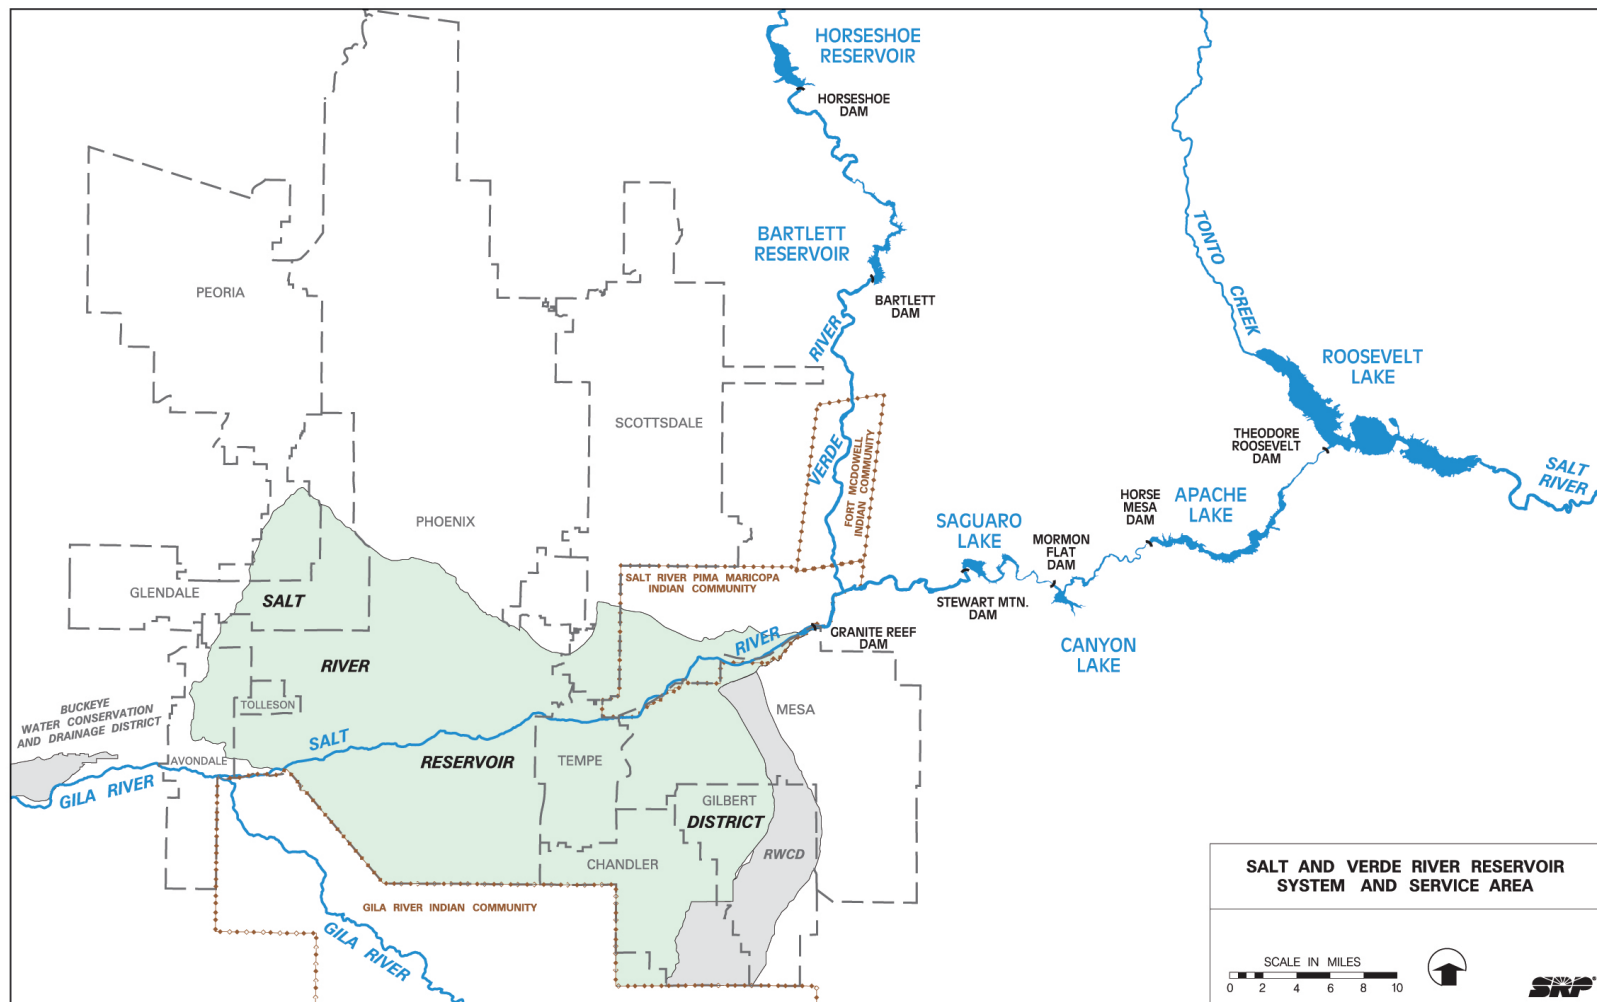 HORSESHOE
RESERVOIR
HORSESHOE
DAM
BARTLETT
RESERVOIR
BARTLETT
DAM
TONTO
CREEK
ROOSEVELT
LAKE
THEODORE
ROOSEVELT
DAM
SALT
RIVER
PEORIA
SCOTTSDALE
PHOENIX
GLENDALE
RIVER
VERDE
FORT MCDOWELL
INDIAN COMMUNITY
SAGUARO
LAKE
MORMON
FLAT
DAM
HORSE
MESA
DAM
APACHE
LAKE
STEWART MTN.
DAM
CANYON
LAKE
SALT RIVER PIMA MARICOPA
INDIAN COMMUNITY
GRANITE REEF
DAM
SALT
RIVER
RIVER
BUCKEYE
WATER CONSERVATION
AND DRAINAGE DISTRICT
TOLLESON
MESA
AVONDALE
SALT
RESERVOIR
TEMPE
GILA RIVER
GILBERT
DISTRICT
RWCD
CHANDLER
GILA RIVER INDIAN COMMUNITY
GILA RIVER
SALT AND VERDE RIVER RESERVOIR
SYSTEM AND SERVICE AREA
SCALE IN MILES
0 2 4 6 8 10
SRP®